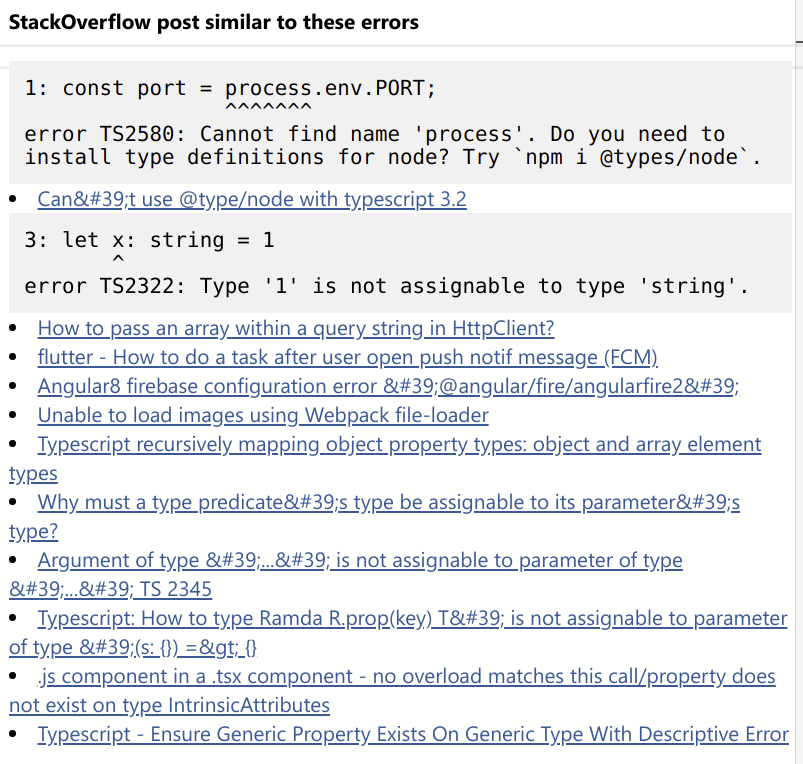 StackOverflow post similar to these errors
1: const port = process.env.PORT;
^^^^^^^
error TS2580: Cannot find name 'process'. Do you need to
install type definitions for node? Try `npm i @types/node`.
• Can&#39;t use @type/node with typescript 3.2
3: let x: string = 1
^
error TS2322: Type '1' is not assignable to type 'string'.
• How to pass an array within a query string in HttpClient?
• flutter - How to do a task after user open push notif message (FCM)
• Angular8 firebase configuration error &#39;@angular/fire/angularfire2&#39;
• Unable to load images using Webpack file-loader
• Typescript recursively mapping object property types: object and array element
types
• Why must a type predicate&#39;s type be assignable to its parameter&#39;s
type?
• Argument of type &#39;...&#39; is not assignable to parameter of type
&#39;...&#39; TS 2345
• Typescript: How to type Ramda R.prop(key) T&#39; is not assignable to parameter
of type &#39;(s: {}) =&gt; {}
• .js component in a .tsx component - no overload matches this call/property does
not exist on type IntrinsicAttributes
• Typescript - Ensure Generic Property Exists On Generic Type With Descriptive Error